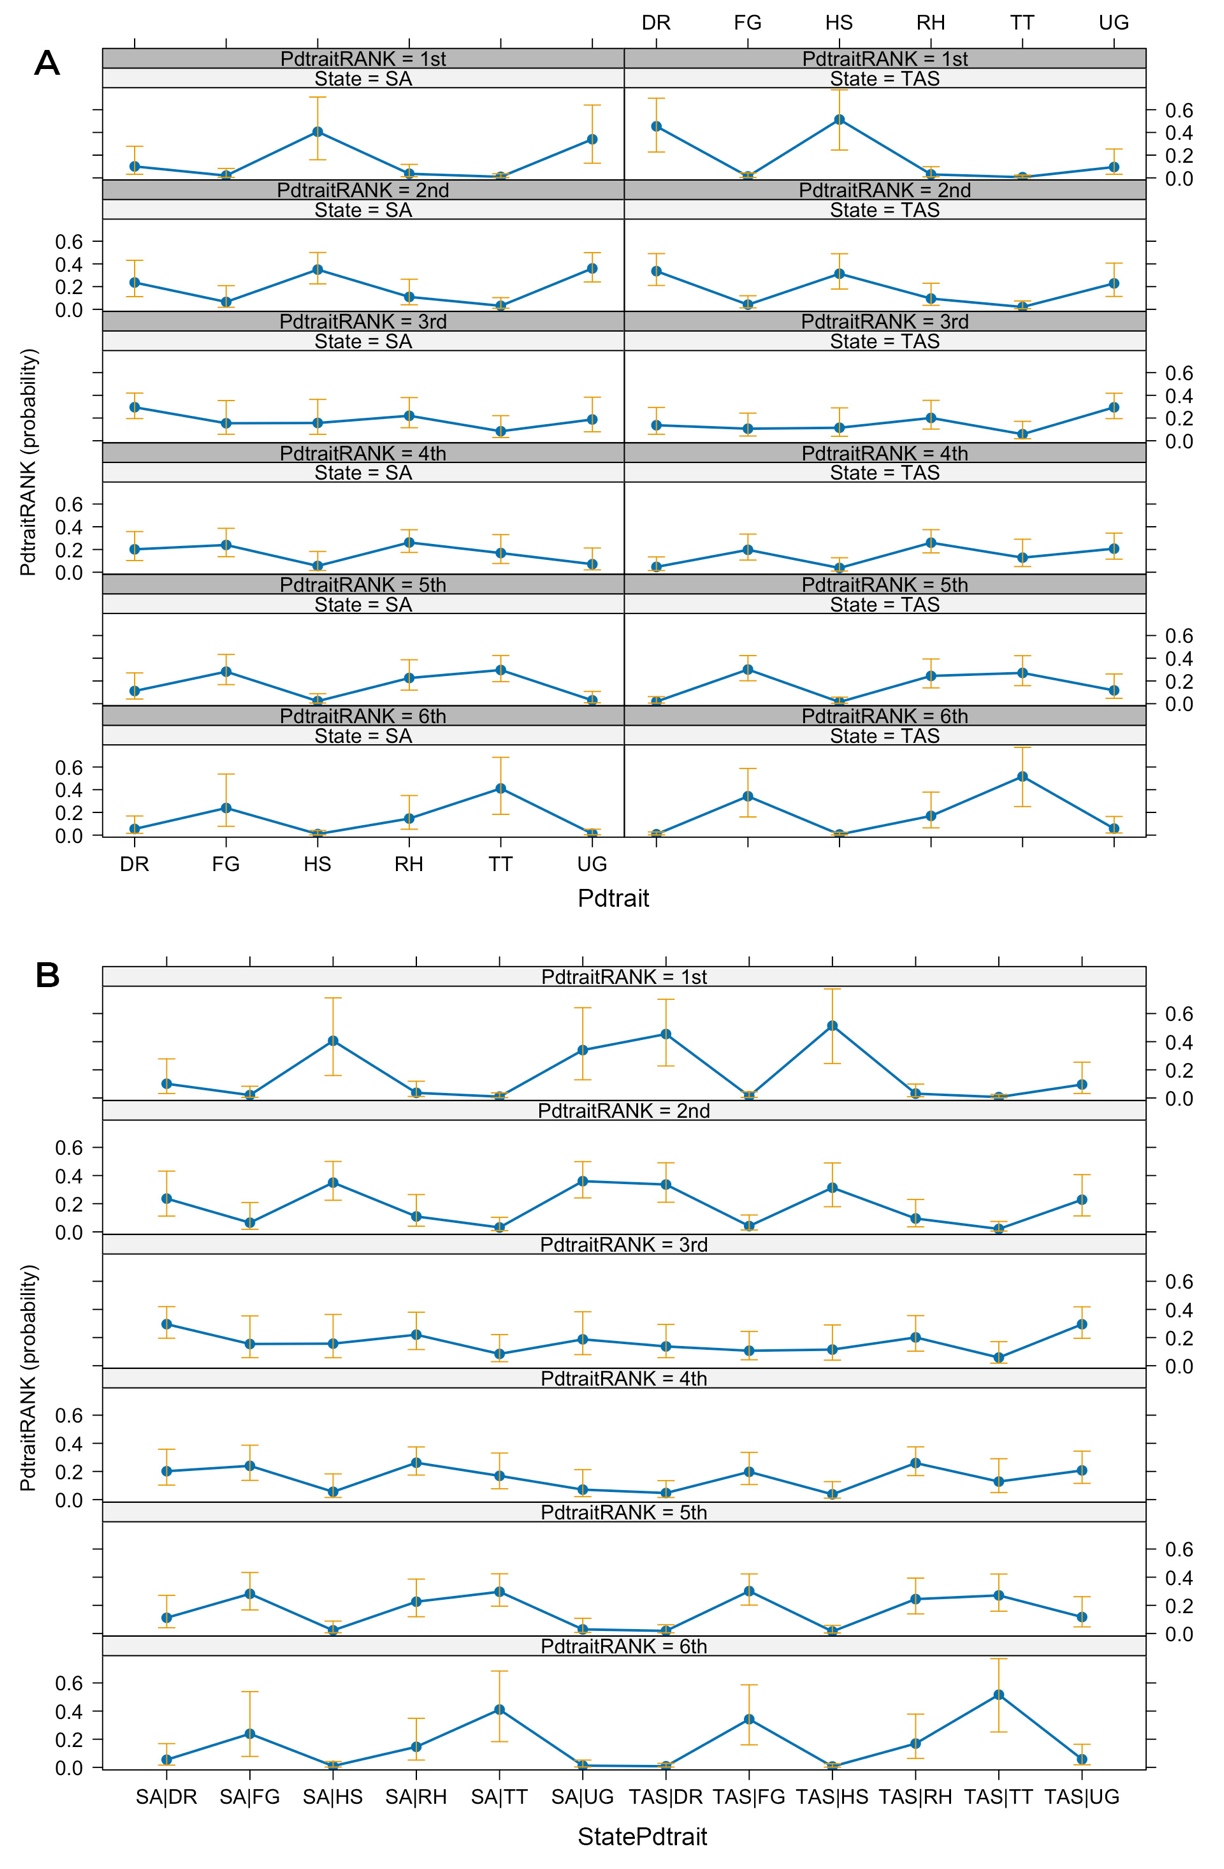 DR FG HS RH TT UG
A
PdtraitRANK = 1st PdtraitRANK = 1st
State = SA State = TAS
0.6
0.4
0.2
0.0
PdtraitRANK = 2nd PdtraitRANK = 2nd
State = SA State = TAS
0.6
0.4
0.2
0.0
PdtraitRANK = 3rd PdtraitRANK = 3rd
State = SA State = TAS
0.6
0.4
0.2
0.0
PdtraitRANK = 4th PdtraitRANK = 4th
State = SA State = TAS
0.6
0.4
0.2
0.0
PdtraitRANK = 5th PdtraitRANK = 5th
State = SA State = TAS
0.6
0.4
0.2
0.0
PdtraitRANK = 6th PdtraitRANK = 6th
State = SA State = TAS
0.6
0.4
0.2
0.0
PdtraitRANK (probability)
DR FG HS RH TT UG
Pdtrait
B
PdtraitRANK = 1st
0.6
0.4
0.2
0.0
PdtraitRANK = 2nd
0.6
0.4
0.2
0.0
PdtraitRANK = 3rd
0.6
0.4
0.2
0.0
PdtraitRANK = 4th
0.6
0.4
0.2
0.0
PdtraitRANK = 5th
0.6
0.4
0.2
0.0
PdtraitRANK = 6th
0.6
0.4
0.2
0.0
PdtraitRANK (probability)
SA|DR SA|FG SA|HS SA|RH SA|TT SA|UG TAS|DR TAS|FG TAS|HS TAS|RH TAS|TT TAS|UG
StatePdtrait